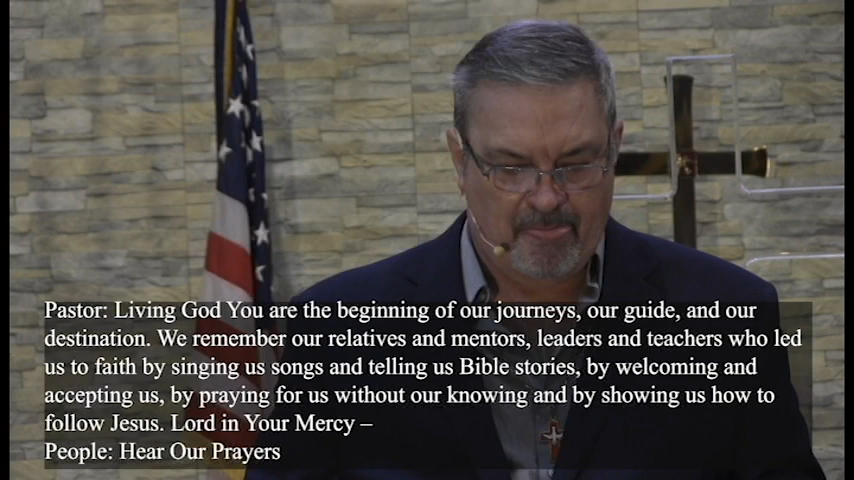 Pastor: Living God You are the beginning of our journeys, our guide, and our
destination. We remember our relatives and mentors, leaders and teachers who led
us to faith by singing us songs and telling us Bible stories, by welcoming and
accepting us, by praying for us without our knowing and by showing us how to
follow Jesus. Lord in Your Mercy –
People: Hear Our Prayers